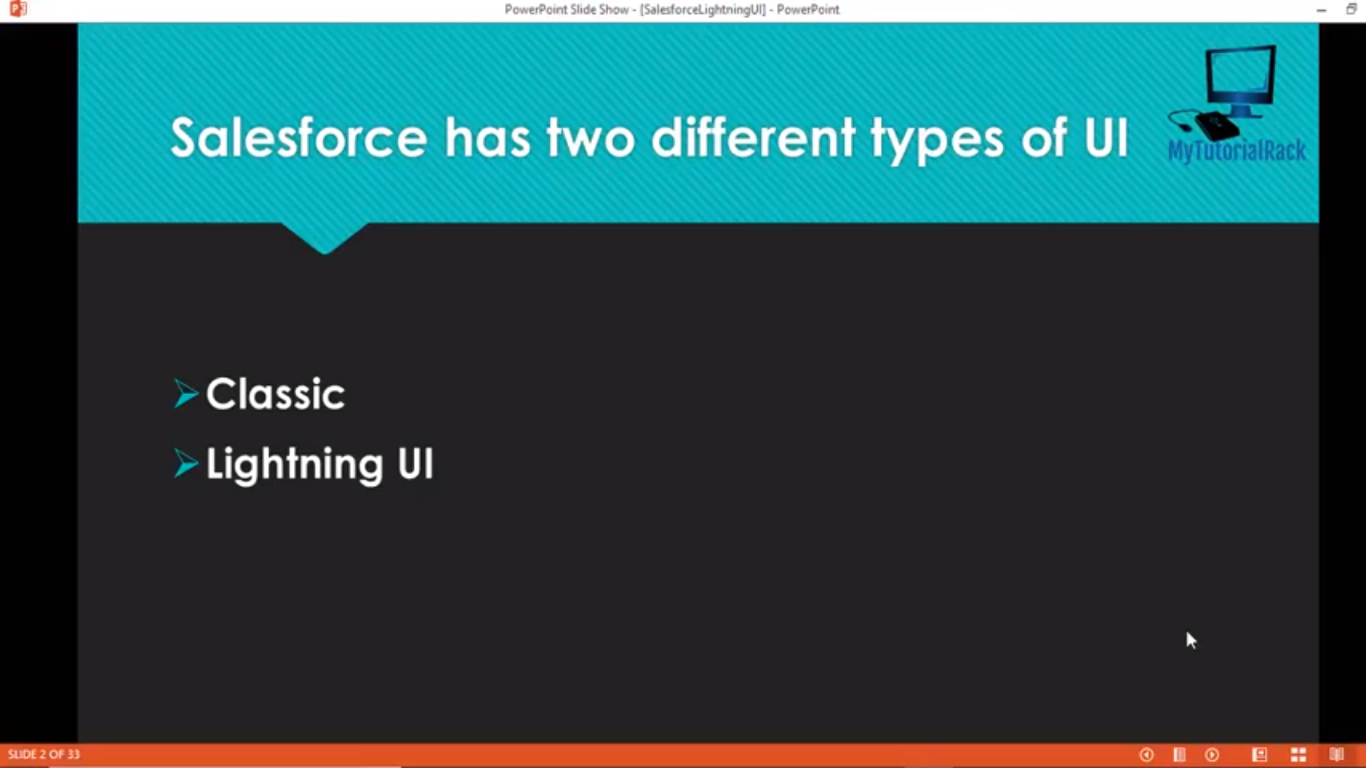 PowerPoint Slide Show - [SalesforceLightningUI] - PowerPoint
Salesforce has two different types of UI
MyTutorialRack
Classic
Lightning UI
SLIDE 2 OF 33